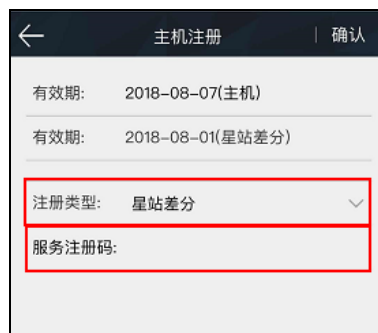 主机注册 | 确认
有效期: 2018-08-07(主机)
有效期: 2018-08-01(星站差分)
注册类型: 星站差分
服务注册码: